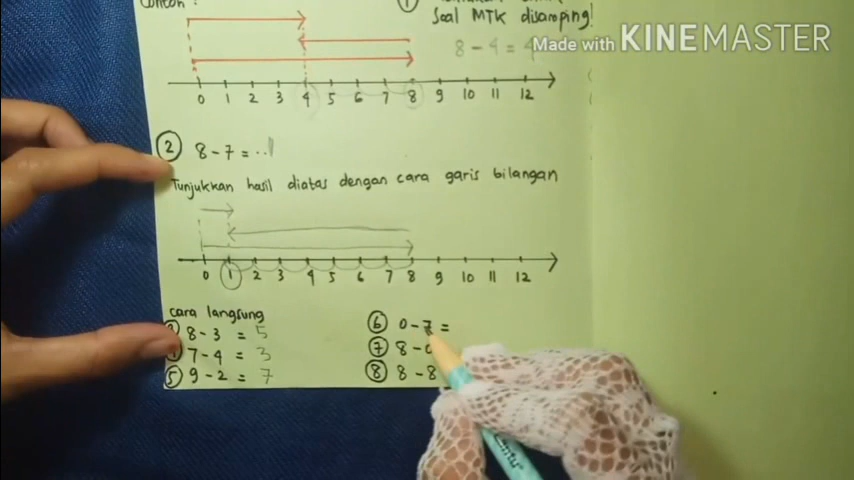 Contoh :
①
Soal MTK disamping!
8 - 4 = 4
Made with KINEMASTER
0 1 2 3 4 5 6 7 8 9 10 11 12
② 8 - 7 = ..1
Tunjukkan hasil diatas dengan cara garis bilangan
0 1 2 3 4 5 6 7 8 9 10 11 12
cara langsung
8 - 3 = 5
7 - 4 = 3
⑤ 9 - 2 = 7
⑥ 0 - 7 =
⑦ 8 - 0
⑧ 8 - 8